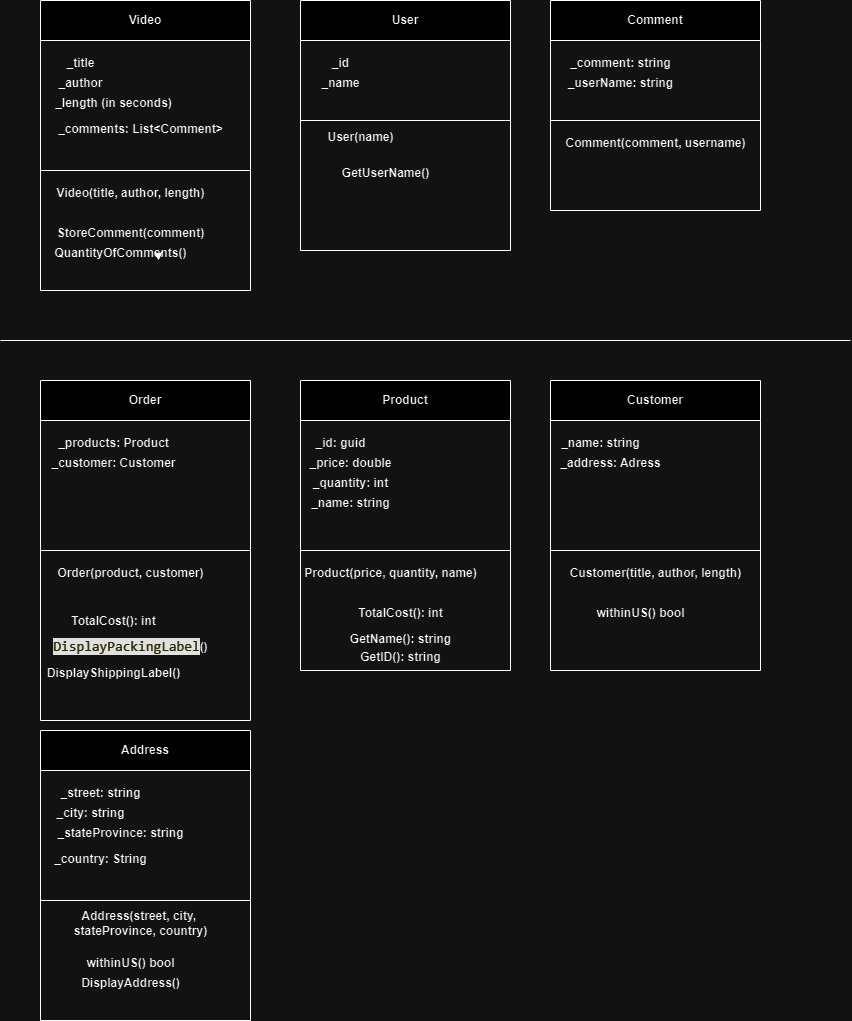 Video
_title
_author
_length (in seconds)
_comments: List<Comment>
Video(title, author, length)
StoreComment(comment)
QuantityOfComments()
User
_id
_name
User(name)
GetUserName()
Comment
_comment: string
_userName: string
Comment(comment, username)
Order
_products: Product
_customer: Customer
Order(product, customer)
TotalCost(): int
DisplayPackingLabel()
DisplayShippingLabel()
Product
_id: guid
_price: double
_quantity: int
_name: string
Product(price, quantity, name)
TotalCost(): int
GetName(): string
GetID(): string
Customer
_name: string
_address: Adress
Customer(title, author, length)
withinUS() bool
Address
_street: string
_city: string
_stateProvince: string
_country: String
Address(street, city,
stateProvince, country)
withinUS() bool
DisplayAddress()